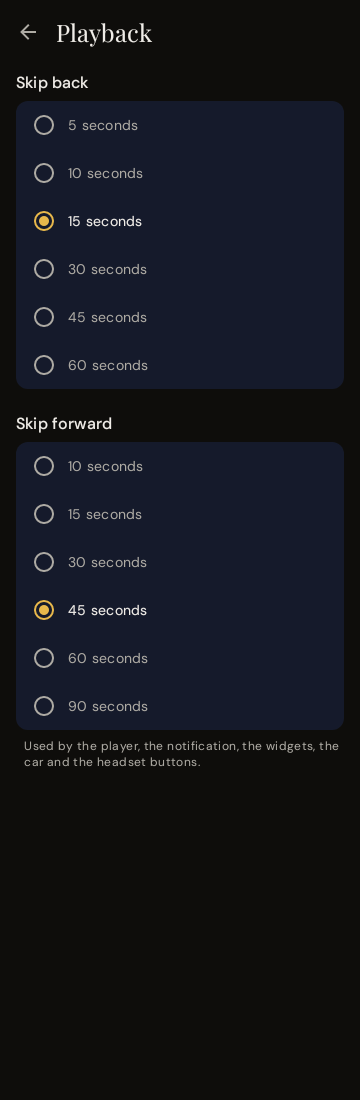 Playback
Skip back
5 seconds
10 seconds
15 seconds
30 seconds
45 seconds
60 seconds
Skip forward
10 seconds
15 seconds
30 seconds
45 seconds
60 seconds
90 seconds
Used by the player, the notification, the widgets, the
car and the headset buttons.